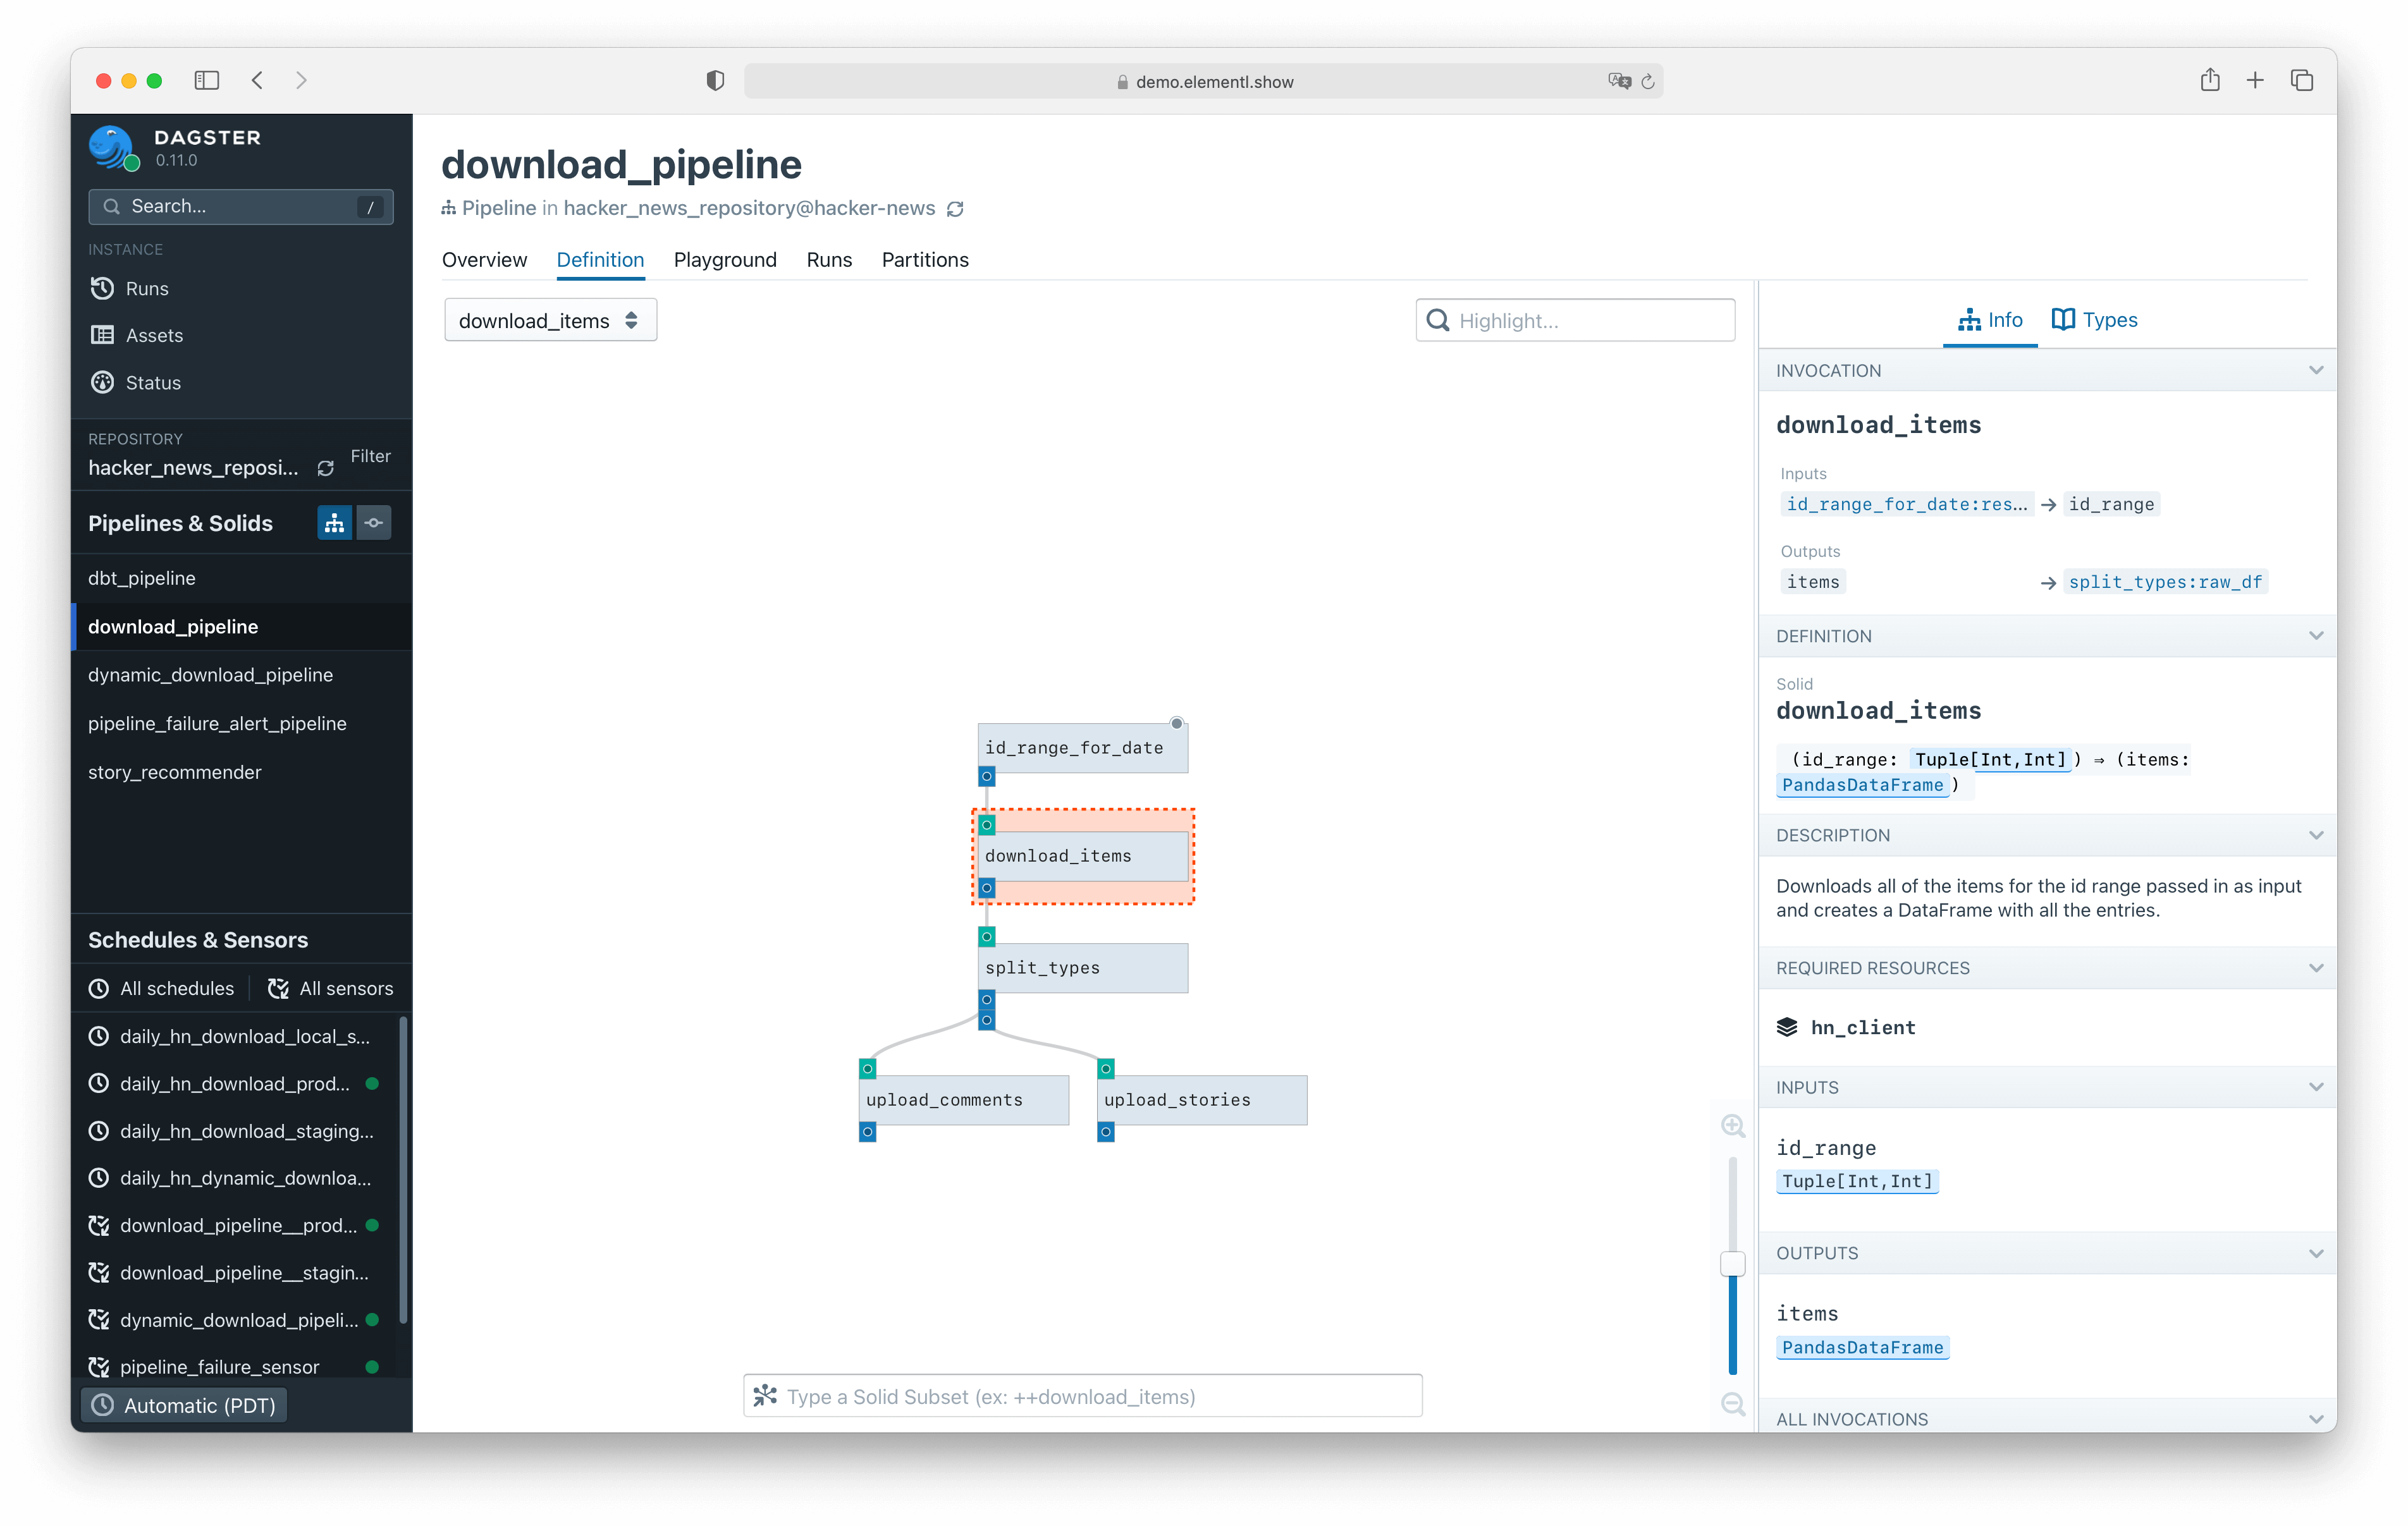 demo.elementl.show
DAGSTER
0.11.0
Search...
/
INSTANCE
Runs
Assets
Status
REPOSITORY
hacker_news_reposi...
Filter
Pipelines & Solids
dbt_pipeline
download_pipeline
dynamic_download_pipeline
pipeline_failure_alert_pipeline
story_recommender
Schedules & Sensors
All schedules
All sensors
daily_hn_download_local_s...
daily_hn_download_prod...
daily_hn_download_staging...
daily_hn_dynamic_downloa...
download_pipeline__prod...
download_pipeline__stagin...
dynamic_download_pipeli...
pipeline_failure_sensor
Automatic (PDT)
download_pipeline
Pipeline in hacker_news_repository@hacker-news
Overview
Definition
Playground
Runs
Partitions
download_items
Highlight...
id_range_for_date
download_items
split_types
upload_comments
upload_stories
Type a Solid Subset (ex: ++download_items)
Info
Types
INVOCATION
download_items
Inputs
id_range_for_date:res... → id_range
Outputs
items → split_types:raw_df
DEFINITION
Solid
download_items
(id_range: Tuple[Int,Int]) ⇒ (items:
PandasDataFrame)
DESCRIPTION
Downloads all of the items for the id range passed in as input
and creates a DataFrame with all the entries.
REQUIRED RESOURCES
hn_client
INPUTS
id_range
Tuple[Int,Int]
OUTPUTS
items
PandasDataFrame
ALL INVOCATIONS